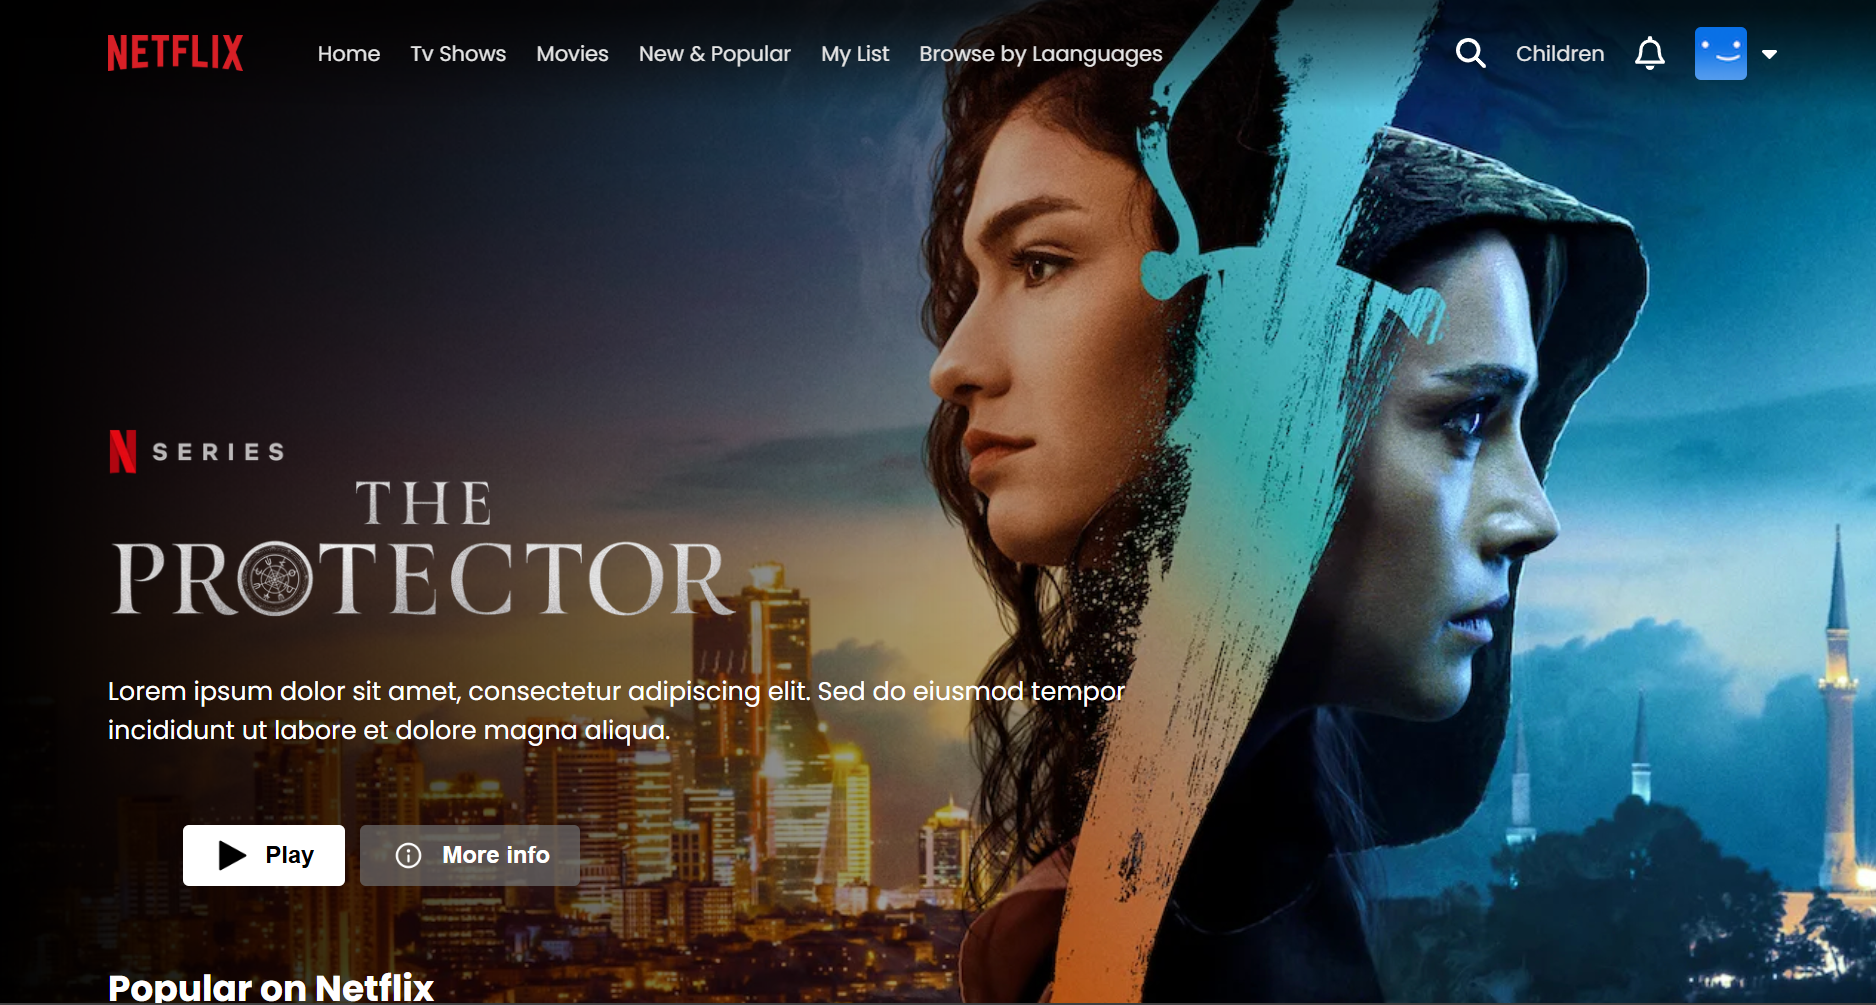 NETFLIX Home Tv Shows Movies New & Popular My List Browse by Laanguages Children
N SERIES
THE
PROTECTOR
Lorem ipsum dolor sit amet, consectetur adipiscing elit. Sed do eiusmod tempor
incididunt ut labore et dolore magna aliqua.
Play More info
Popular on Netflix